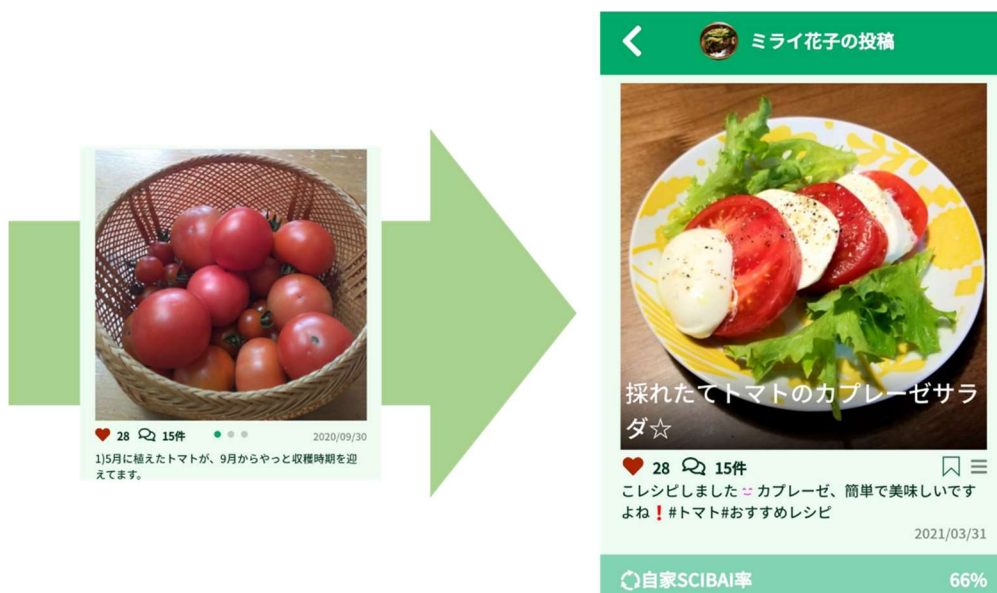 28 15件 2020/09/30
1)5月に植えたトマトが、9月からやっと収穫時期を迎
えてます。
ミライ花子の投稿
採れたてトマトのカプレーゼサラ
ダ☆
28 15件
こレシピしました カプレーゼ、簡単で美味しいです
よね❗#トマト#おすすめレシピ
2021/03/31
自家SCIBAI率 66%